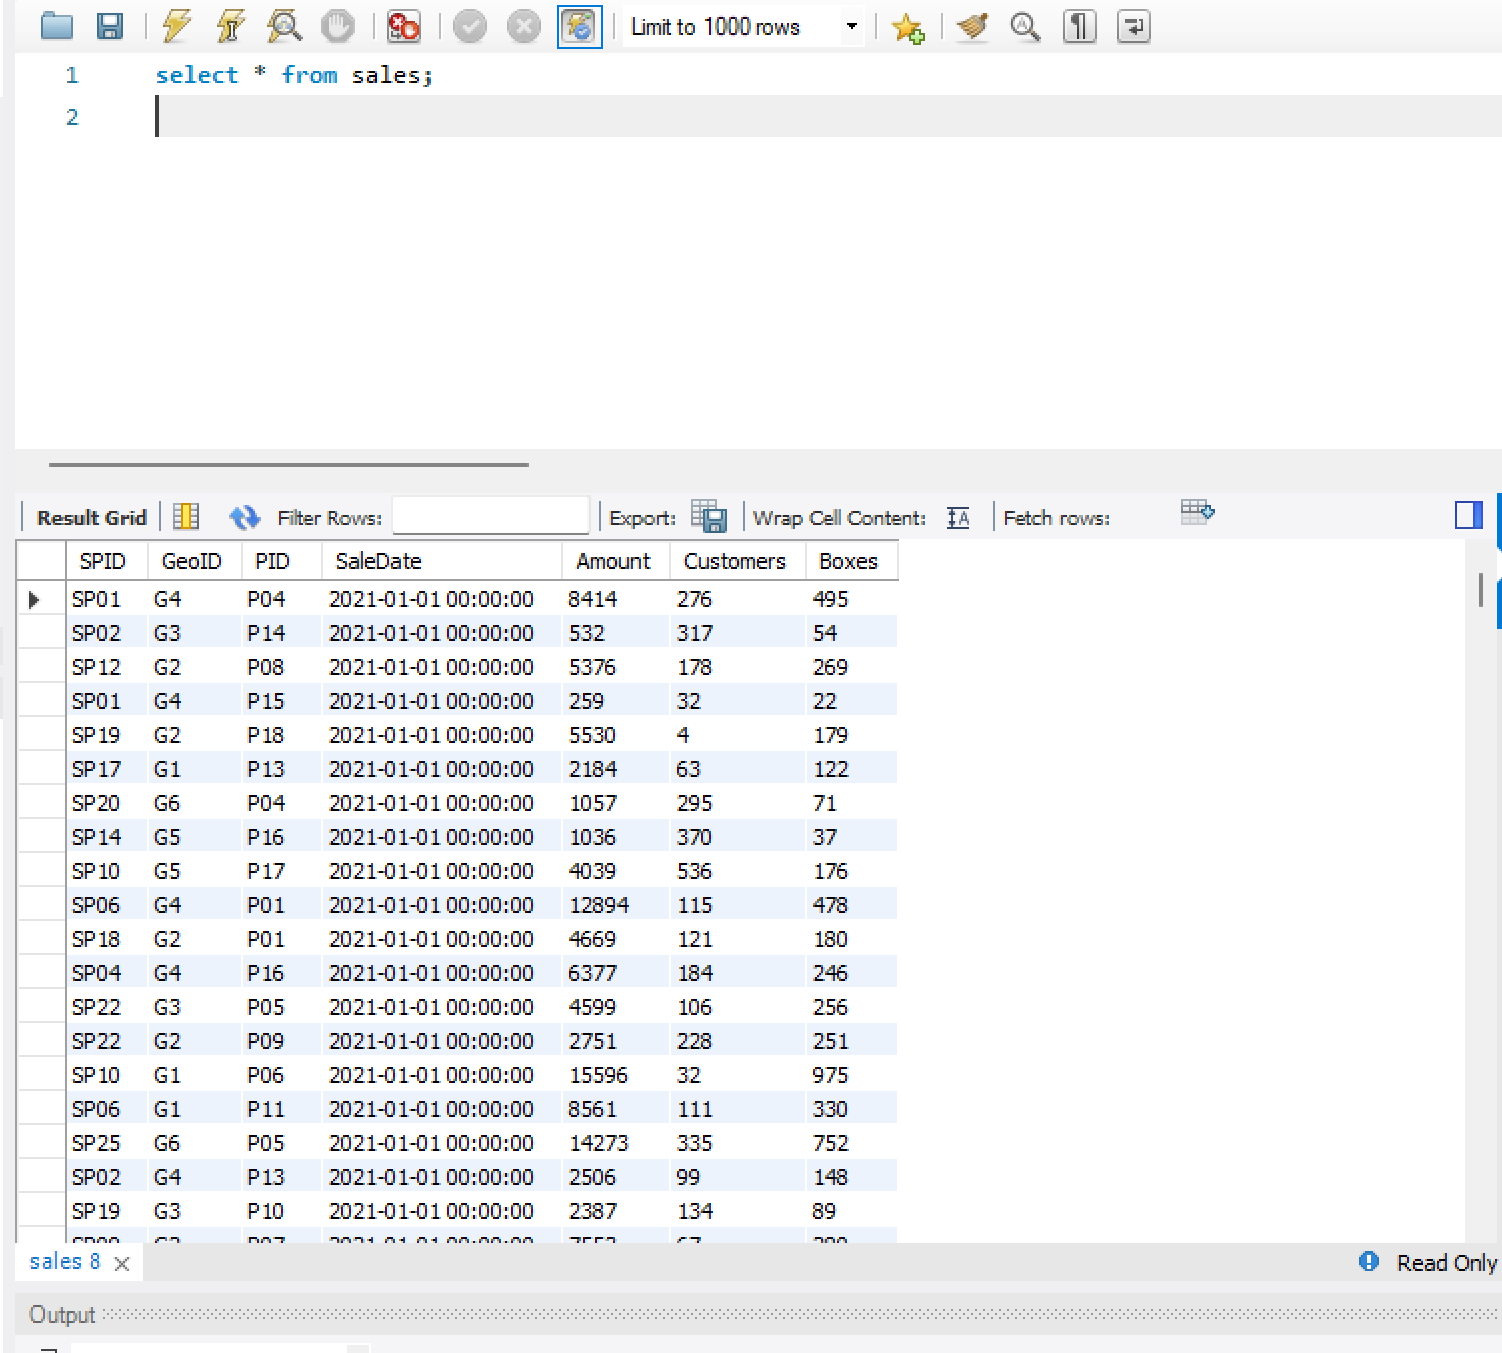 Limit to 1000 rows
1 select * from sales;
2
Result Grid Filter Rows: Export: Wrap Cell Content: Fetch rows:
SPID GeoID PID SaleDate Amount Customers Boxes
SP01 G4 P04 2021-01-01 00:00:00 8414 276 495
SP02 G3 P14 2021-01-01 00:00:00 532 317 54
SP12 G2 P08 2021-01-01 00:00:00 5376 178 269
SP01 G4 P15 2021-01-01 00:00:00 259 32 22
SP19 G2 P18 2021-01-01 00:00:00 5530 4 179
SP17 G1 P13 2021-01-01 00:00:00 2184 63 122
SP20 G6 P04 2021-01-01 00:00:00 1057 295 71
SP14 G5 P16 2021-01-01 00:00:00 1036 370 37
SP10 G5 P17 2021-01-01 00:00:00 4039 536 176
SP06 G4 P01 2021-01-01 00:00:00 12894 115 478
SP18 G2 P01 2021-01-01 00:00:00 4669 121 180
SP04 G4 P16 2021-01-01 00:00:00 6377 184 246
SP22 G3 P05 2021-01-01 00:00:00 4599 106 256
SP22 G2 P09 2021-01-01 00:00:00 2751 228 251
SP10 G1 P06 2021-01-01 00:00:00 15596 32 975
SP06 G1 P11 2021-01-01 00:00:00 8561 111 330
SP25 G6 P05 2021-01-01 00:00:00 14273 335 752
SP02 G4 P13 2021-01-01 00:00:00 2506 99 148
SP19 G3 P10 2021-01-01 00:00:00 2387 134 89
sales 8 Read Only
Output